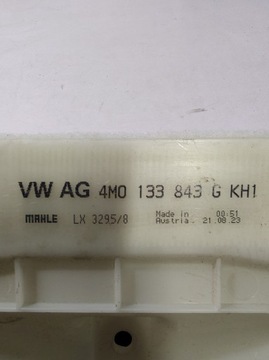 VW AG 4M0 133 843 G KH1
MAHLE LX 3295/8 Made in 00:51
Austria 21.08.23